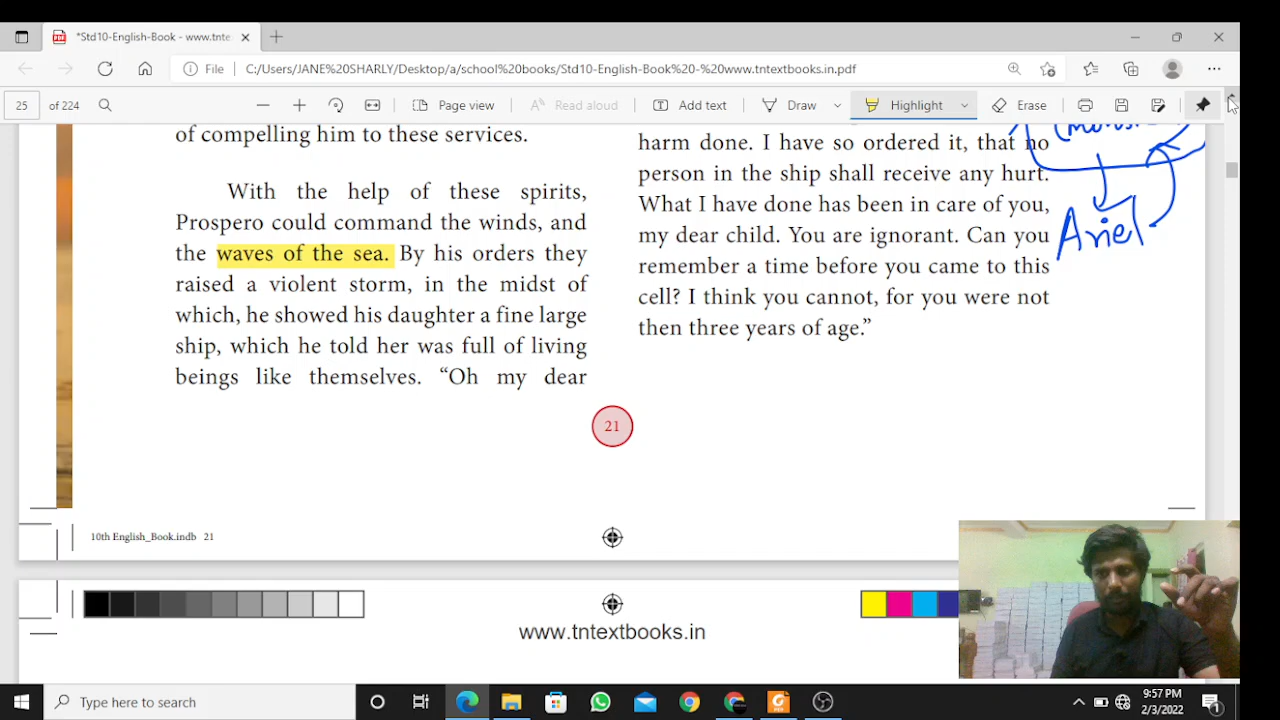 *Std10-English-Book - www.tnte
File
C:/Users/JANE%20SHARLY/Desktop/a/school%20books/Std10-English-Book%20-%20www.tntextbooks.in.pdf
25 of 224
Page view
Read aloud
Add text
Draw
Highlight
Erase
of compelling him to these services.
With the help of these spirits,
Prospero could command the winds, and
the waves of the sea. By his orders they
raised a violent storm, in the midst of
which, he showed his daughter a fine large
ship, which he told her was full of living
beings like themselves. “Oh my dear
harm done. I have so ordered it, that no
person in the ship shall receive any hurt.
What I have done has been in care of you,
my dear child. You are ignorant. Can you
remember a time before you came to this
cell? I think you cannot, for you were not
then three years of age.”
Ariel
21
10th English_Book.indb 21
www.tntextbooks.in
Type here to search
9:57 PM
2/3/2022